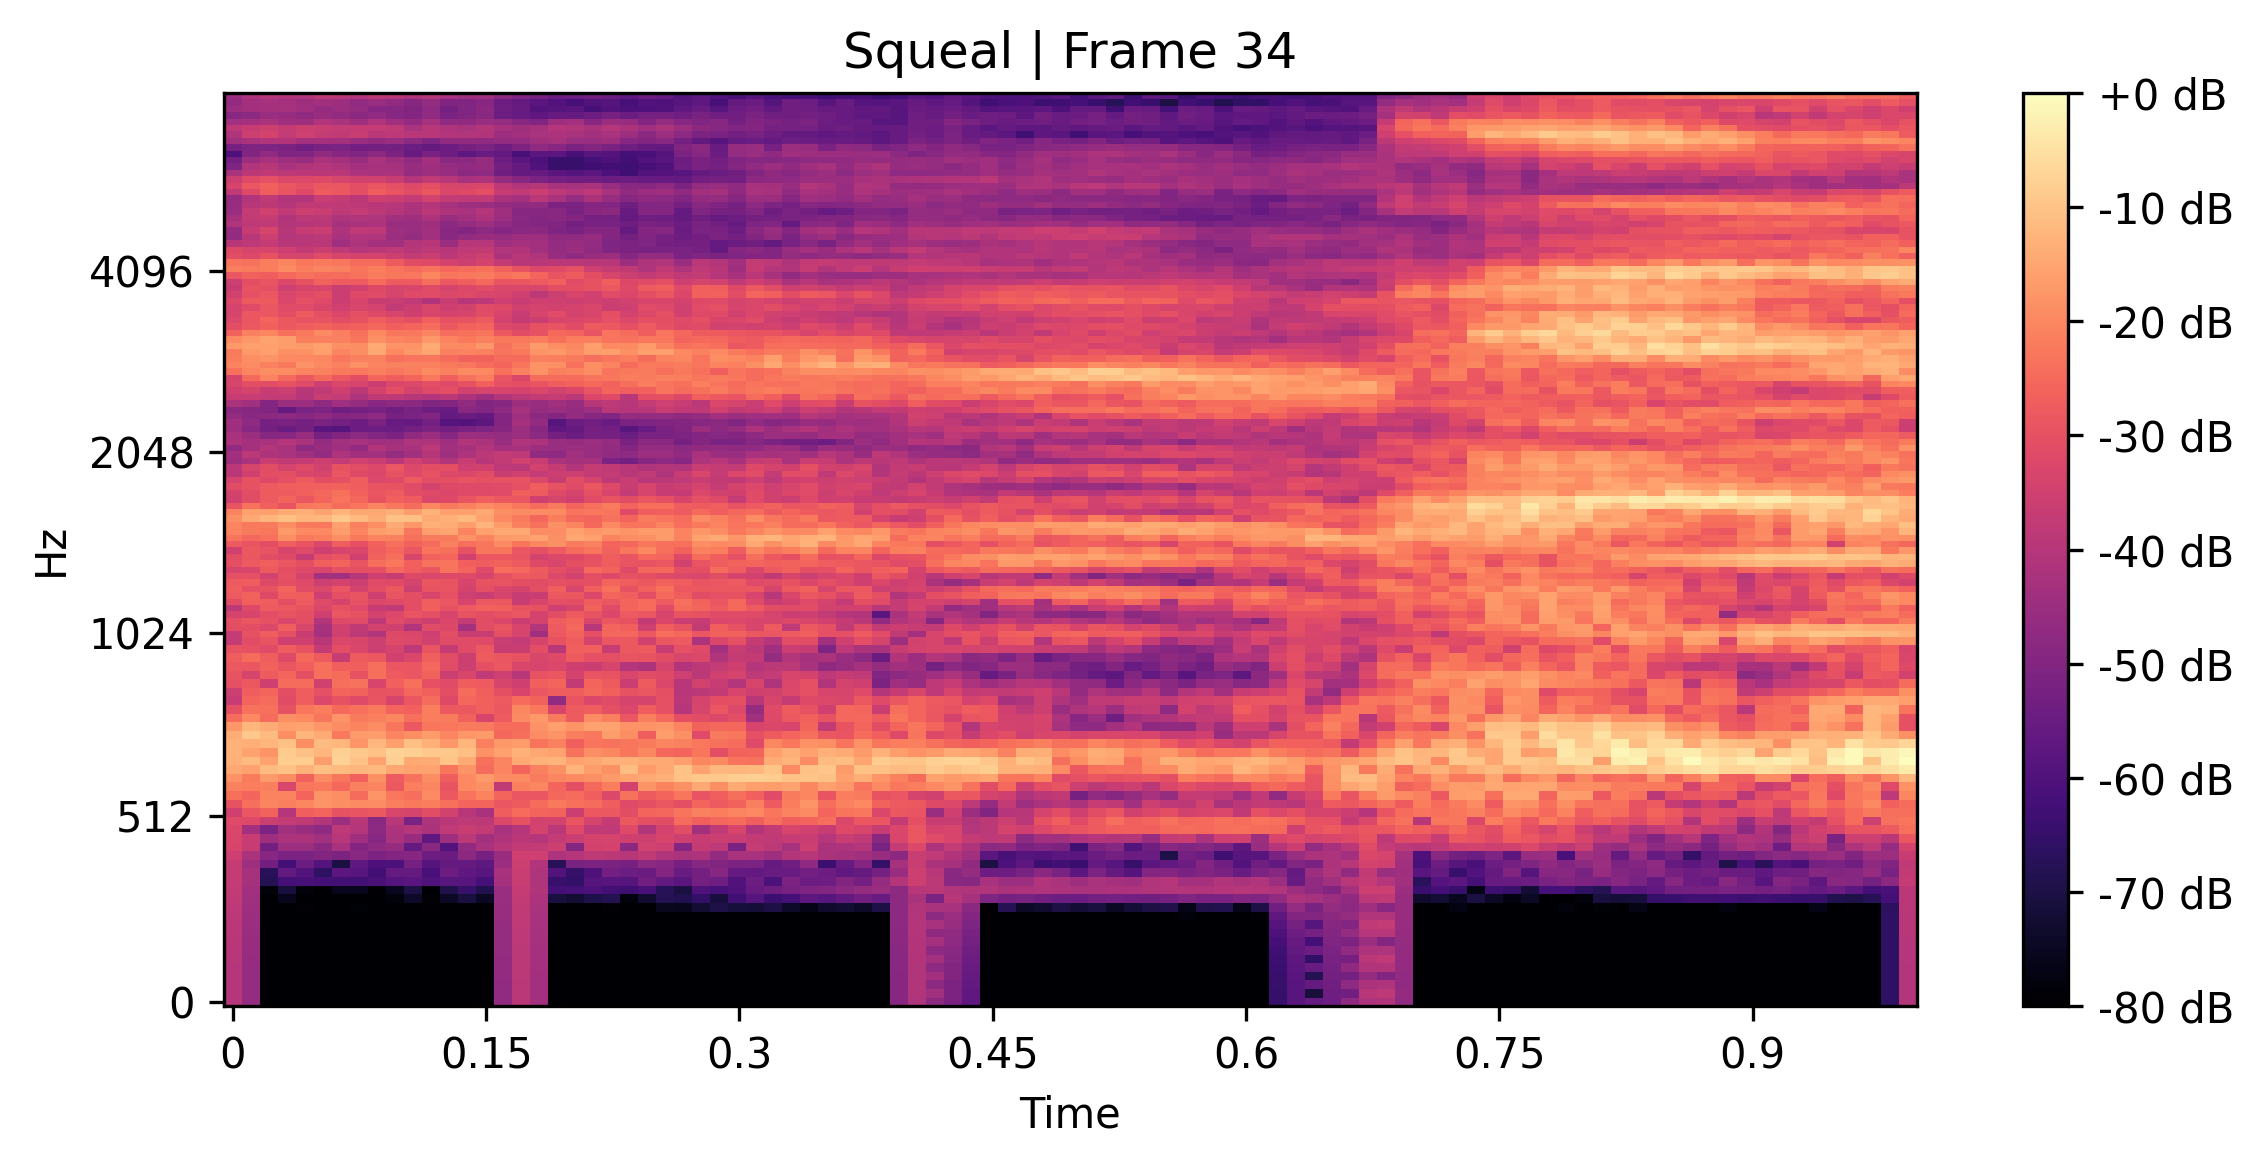 Squeal | Frame 34
Hz
4096
2048
1024
512
0
0 0.15 0.3 0.45 0.6 0.75 0.9
Time
+0 dB
-10 dB
-20 dB
-30 dB
-40 dB
-50 dB
-60 dB
-70 dB
-80 dB